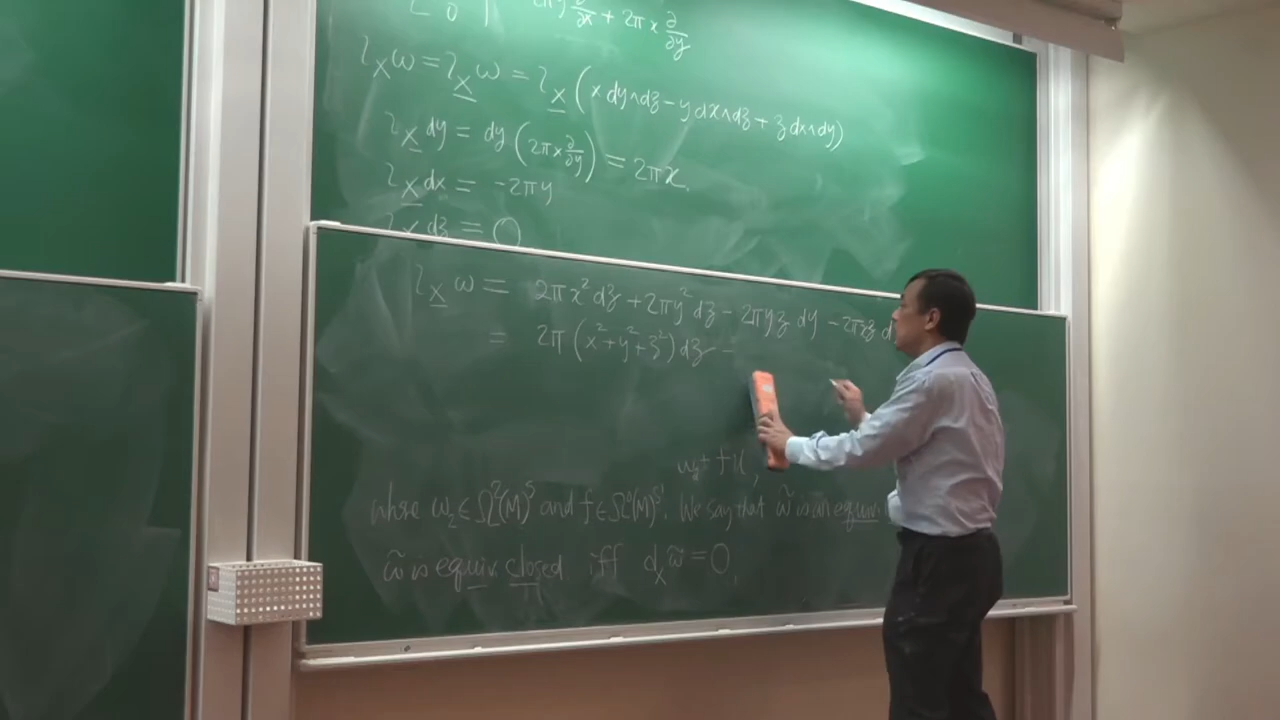 ∂/∂x + 2πx ∂/∂y
ι_X ω = ι_X ω = ι_X (x dy∧dz − y dx∧dz + z dx∧dy)
ι_X dy = dy (2πx ∂/∂y) = 2πx.
ι_X dx = -2πy
ι_X dz = 0
ι_X ω = 2πx² dz + 2πy² dz − 2πyz dy − 2πxz d
= 2π(x²+y²+z²)dz −
ω₂ + fu,
where ω₂ ∈ Ω²(M)^S¹ and f ∈ Ω⁰(M)^S¹. We say that ω̃ is an equiv.
ω̃ is equiv. closed iff d_X ω̃ = 0.